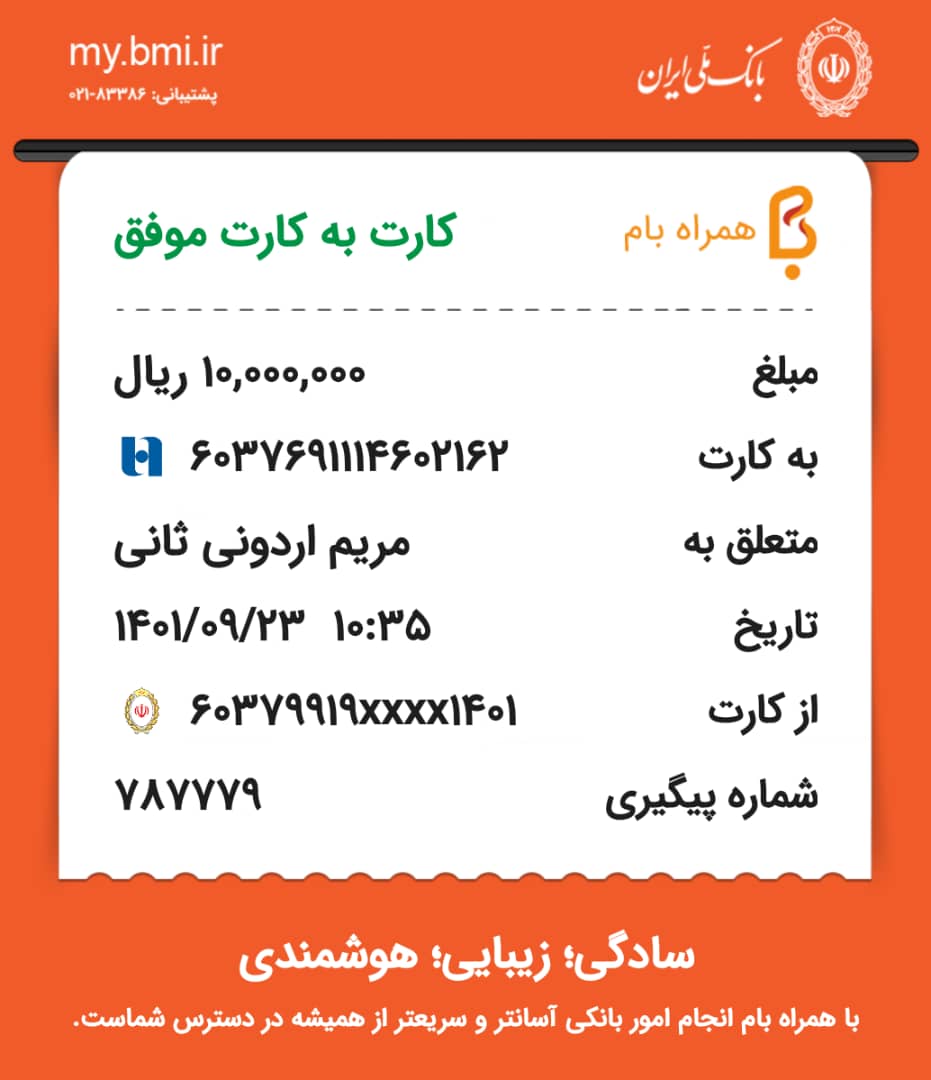 my.bmi.ir
پشتیبانی: ۸۳۳۸۶-۰۲۱
بانک ملّی ایران
همراه بام
کارت به کارت موفق
مبلغ ۱۰,۰۰۰,۰۰۰ ریال
به کارت ۶۰۳۷۶۹۱۱۱۴۶۰۲۱۶۲
متعلق به مریم اردونی ثانی
تاریخ ۱۴۰۱/۰۹/۲۳ ۱۰:۳۵
از کارت ۶۰۳۷۹۹۱۹xxxx۱۴۰۱
شماره پیگیری ۷۸۷۷۷۹
سادگی؛ زیبایی؛ هوشمندی
با همراه بام انجام امور بانکی آسانتر و سریعتر از همیشه در دسترس شماست.